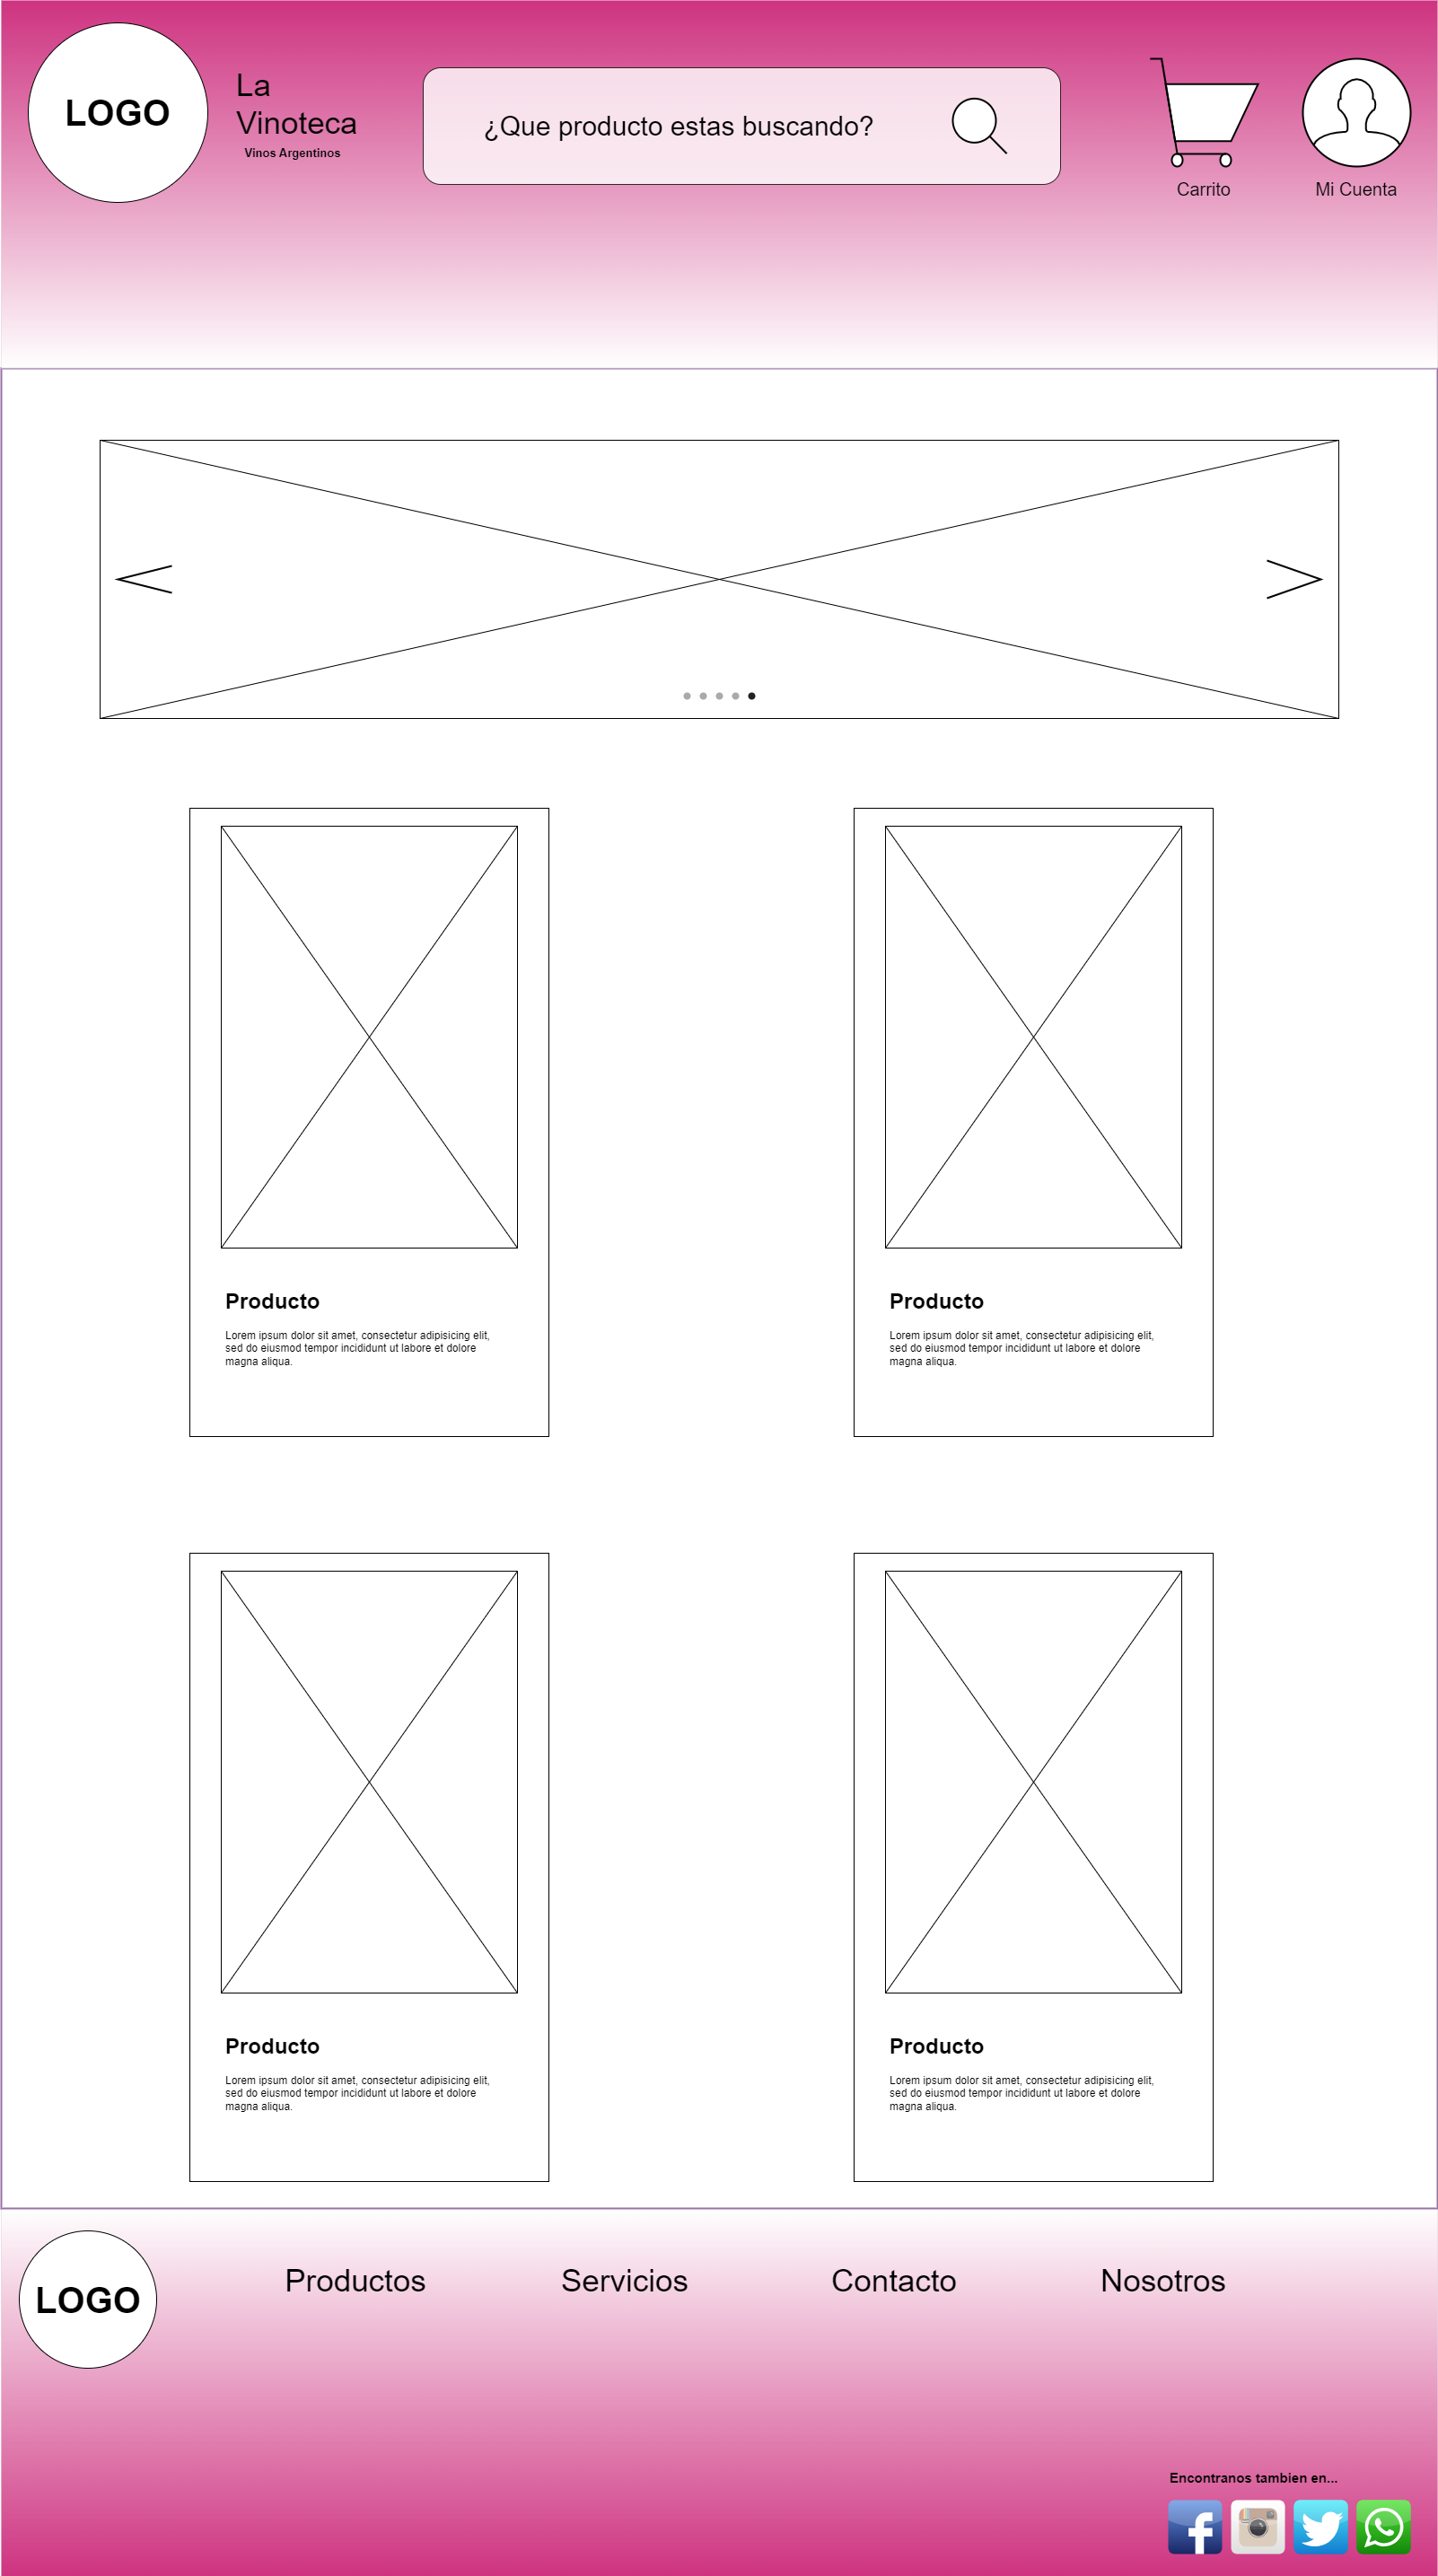 LOGO
La
Vinoteca
Vinos Argentinos
¿Que producto estas buscando?
Carrito
Mi Cuenta
Producto
Lorem ipsum dolor sit amet, consectetur adipisicing elit,
sed do eiusmod tempor incididunt ut labore et dolore
magna aliqua.
Producto
Lorem ipsum dolor sit amet, consectetur adipisicing elit,
sed do eiusmod tempor incididunt ut labore et dolore
magna aliqua.
Producto
Lorem ipsum dolor sit amet, consectetur adipisicing elit,
sed do eiusmod tempor incididunt ut labore et dolore
magna aliqua.
Producto
Lorem ipsum dolor sit amet, consectetur adipisicing elit,
sed do eiusmod tempor incididunt ut labore et dolore
magna aliqua.
LOGO
Productos
Servicios
Contacto
Nosotros
Encontranos tambien en...